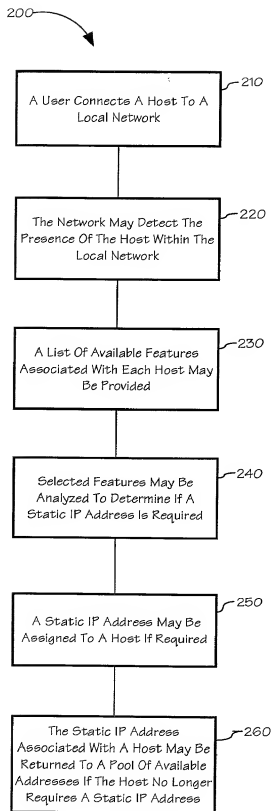 200
210
A User Connects A Host To A
Local Network
220
The Network May Detect The
Presence Of The Host Within The
Local Network
230
A List Of Available Features
Associated With Each Host May
Be Provided
240
Selected Features May Be
Analyzed To Determine If A
Static IP Address Is Required
250
A Static IP Address May Be
Assigned To A Host If Required
260
The Static IP Address
Associated With A Host May Be
Returned To A Pool Of Available
Addresses If The Host No Longer
Requires A Static IP Address